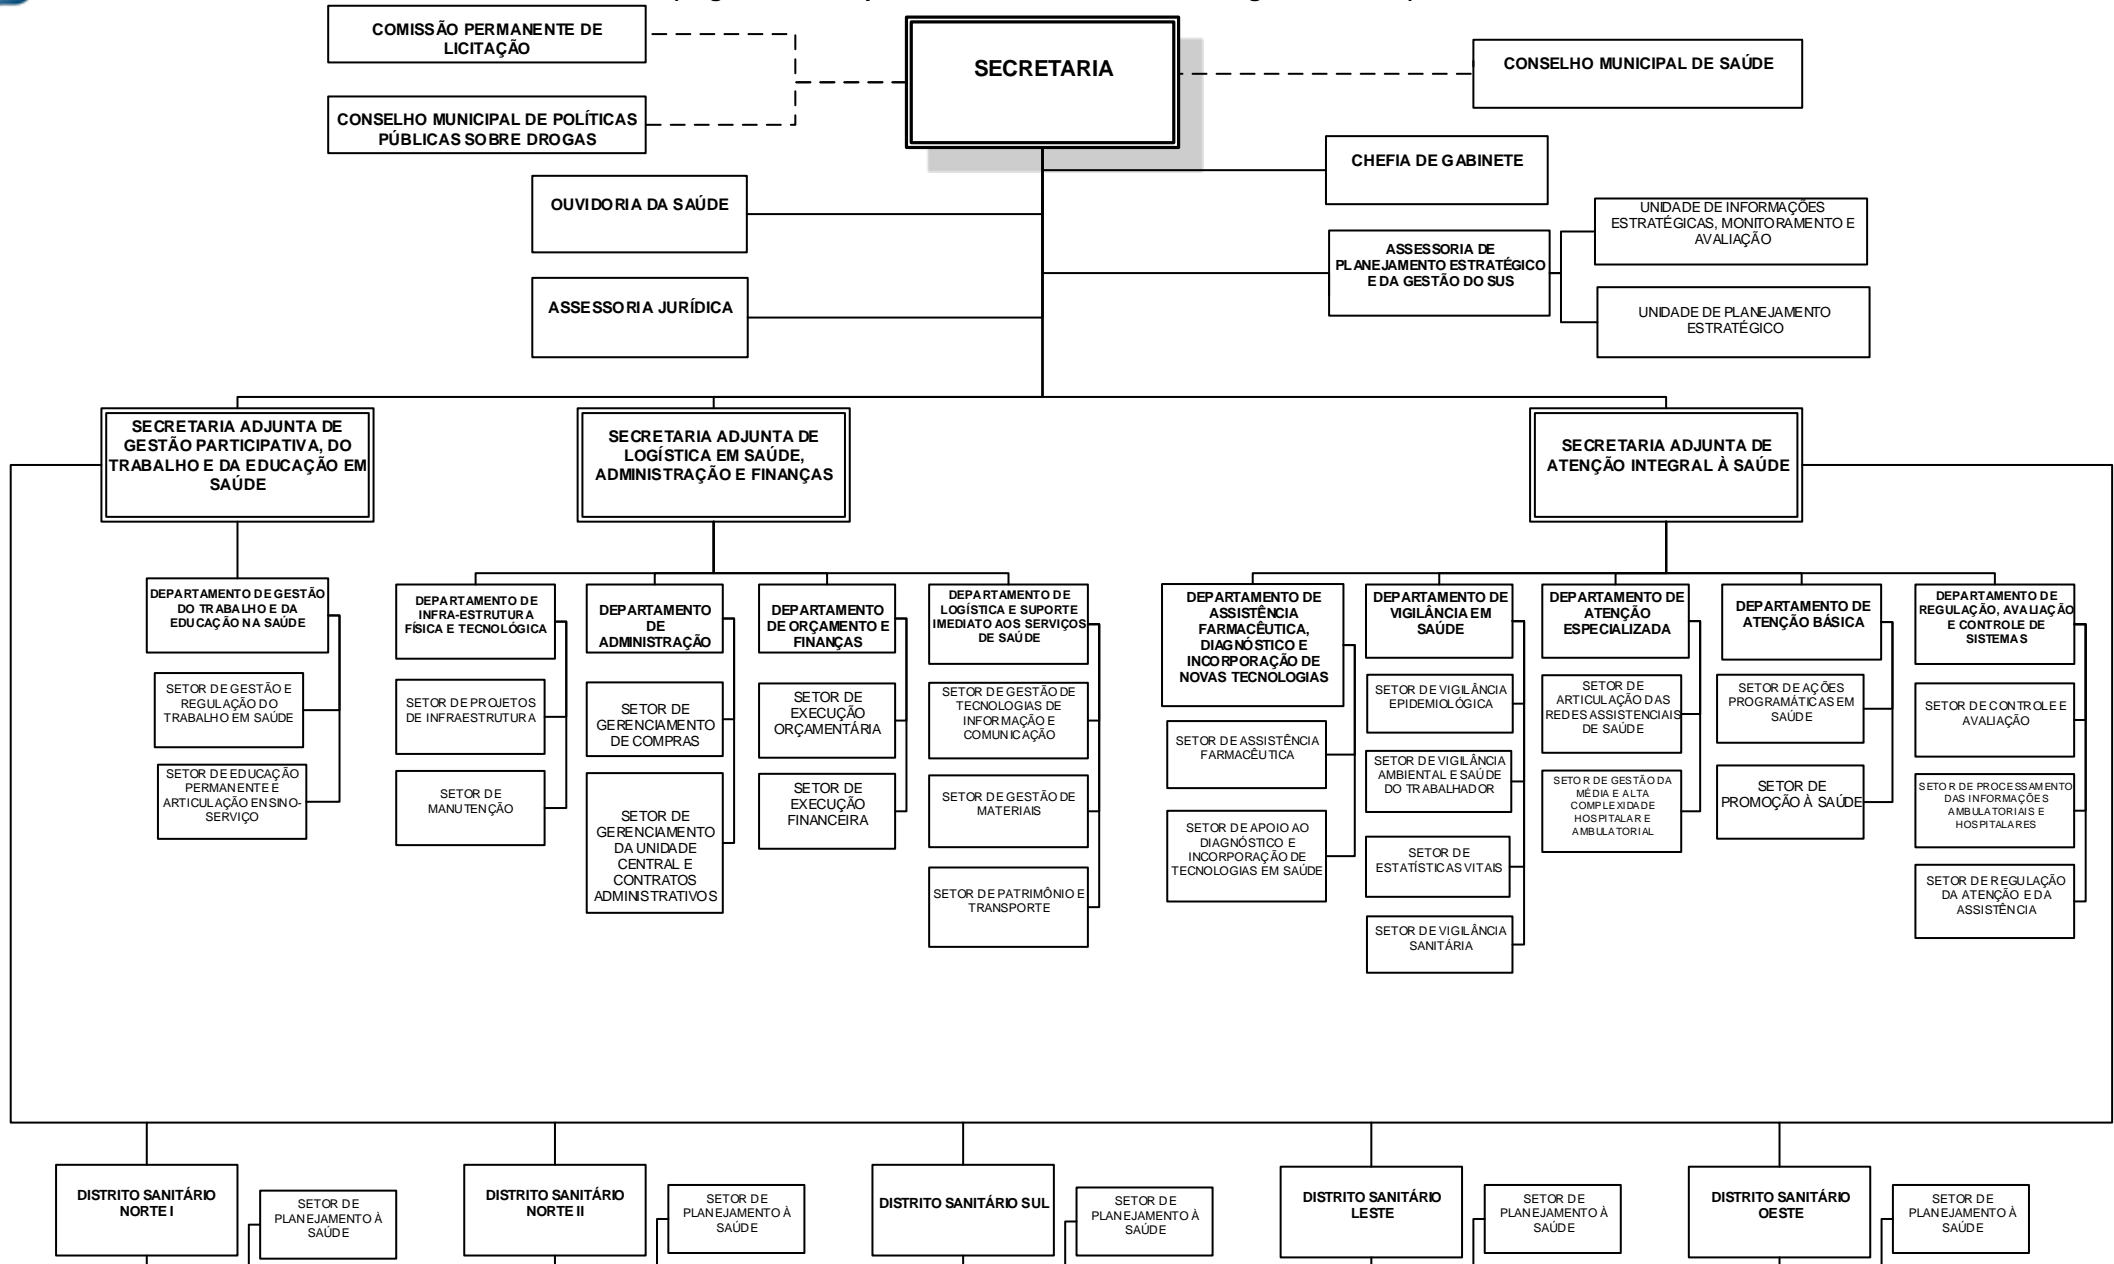 COMISSÃO PERMANENTE DE
LICITAÇÃO
SECRETARIA
CONSELHO MUNICIPAL DE SAÚDE
CONSELHO MUNICIPAL DE POLÍTICAS
PÚBLICAS SOBRE DROGAS
CHEFIA DE GABINETE
OUVIDORIA DA SAÚDE
UNIDADE DE INFORMAÇÕES
ESTRATÉGICAS, MONITORAMENTO E
AVALIAÇÃO
ASSESSORIA DE
PLANEJAMENTO ESTRATÉGICO
E DA GESTÃO DO SUS
ASSESSORIA JURÍDICA
UNIDADE DE PLANEJAMENTO
ESTRATÉGICO
SECRETARIA ADJUNTA DE
GESTÃO PARTICIPATIVA, DO
TRABALHO E DA EDUCAÇÃO EM
SAÚDE
SECRETARIA ADJUNTA DE
LOGÍSTICA EM SAÚDE,
ADMINISTRAÇÃO E FINANÇAS
SECRETARIA ADJUNTA DE
ATENÇÃO INTEGRAL À SAÚDE
DEPARTAMENTO DE GESTÃO
DO TRABALHO E DA
EDUCAÇÃO NA SAÚDE
SETOR DE GESTÃO E
REGULAÇÃO DO
TRABALHO EM SAÚDE
SETOR DE EDUCAÇÃO
PERMANENTE E
ARTICULAÇÃO ENSINO-
SERVIÇO
DEPARTAMENTO DE
INFRA-ESTRUTURA
FÍSICA E TECNOLÓGICA
SETOR DE PROJETOS
DE INFRAESTRUTURA
SETOR DE
MANUTENÇÃO
DEPARTAMENTO
DE
ADMINISTRAÇÃO
SETOR DE
GERENCIAMENTO
DE COMPRAS
SETOR DE
GERENCIAMENTO
DA UNIDADE
CENTRAL E
CONTRATOS
ADMINISTRATIVOS
DEPARTAMENTO
DE ORÇAMENTO E
FINANÇAS
SETOR DE
EXECUÇÃO
ORÇAMENTÁRIA
SETOR DE
EXECUÇÃO
FINANCEIRA
DEPARTAMENTO DE
LOGÍSTICA E SUPORTE
IMEDIATO AOS SERVIÇOS
DE SAÚDE
SETOR DE GESTÃO DE
TECNOLOGIAS DE
INFORMAÇÃO E
COMUNICAÇÃO
SETOR DE GESTÃO DE
MATERIAIS
SETOR DE PATRIMÔNIO E
TRANSPORTE
DEPARTAMENTO DE
ASSISTÊNCIA
FARMACÊUTICA,
DIAGNÓSTICO E
INCORPORAÇÃO DE
NOVAS TECNOLOGIAS
SETOR DE ASSISTÊNCIA
FARMACÊUTICA
SETOR DE APOIO AO
DIAGNÓSTICO E
INCORPORAÇÃO DE
TECNOLOGIAS EM SAÚDE
DEPARTAMENTO DE
VIGILÂNCIA EM
SAÚDE
SETOR DE VIGILÂNCIA
EPIDEMIOLÓGICA
SETOR DE VIGILÂNCIA
AMBIENTAL E SAÚDE
DO TRABALHADOR
SETOR DE
ESTATÍSTICAS VITAIS
SETOR DE VIGILÂNCIA
SANITÁRIA
DEPARTAMENTO DE
ATENÇÃO
ESPECIALIZADA
SETOR DE
ARTICULAÇÃO DAS
REDES ASSISTENCIAIS
DE SAÚDE
SETOR DE GESTÃO DA
MÉDIA E ALTA
COMPLEXIDADE
HOSPITALAR E
AMBULATORIAL
DEPARTAMENTO DE
ATENÇÃO BÁSICA
SETOR DE AÇÕES
PROGRAMÁTICAS EM
SAÚDE
SETOR DE
PROMOÇÃO À SAÚDE
DEPARTAMENTO DE
REGULAÇÃO, AVALIAÇÃO
E CONTROLE DE
SISTEMAS
SETOR DE CONTROLE E
AVALIAÇÃO
SETOR DE PROCESSAMENTO
DAS INFORMAÇÕES
AMBULATORIAIS E
HOSPITALARES
SETOR DE REGULAÇÃO
DA ATENÇÃO E DA
ASSISTÊNCIA
DISTRITO SANITÁRIO
NORTE I
SETOR DE
PLANEJAMENTO À
SAÚDE
DISTRITO SANITÁRIO
NORTE II
SETOR DE
PLANEJAMENTO À
SAÚDE
DISTRITO SANITÁRIO SUL
SETOR DE
PLANEJAMENTO À
SAÚDE
DISTRITO SANITÁRIO
LESTE
SETOR DE
PLANEJAMENTO À
SAÚDE
DISTRITO SANITÁRIO
OESTE
SETOR DE
PLANEJAMENTO À
SAÚDE